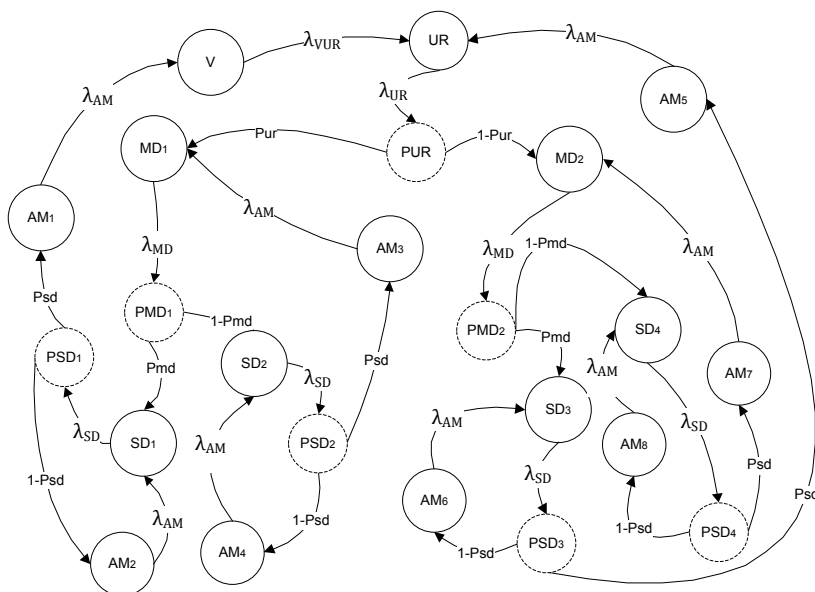 V
λVUR
UR
λAM
λAM
AM5
λUR
MD1
Pur
PUR
1-Pur
MD2
AM1
λAM
AM3
λMD
λMD
1-Pmd
λAM
Psd
PMD1
1-Pmd
PMD2
Pmd
SD4
PSD1
Pmd
SD2
λSD
Psd
λAM
AM7
λSD
SD1
λAM
PSD2
λAM
SD3
AM8
λSD
1-Psd
λAM
1-Psd
AM6
λSD
Psd
Psd
AM2
AM4
1-Psd
PSD3
1-Psd
PSD4